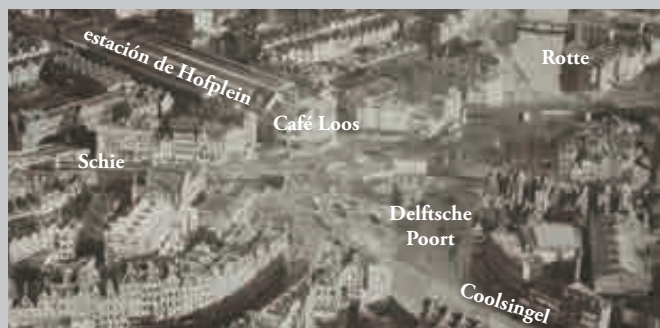 estación de Hofplein
Rotte
Café Loos
Schie
Delftsche
Poort
Coolsingel